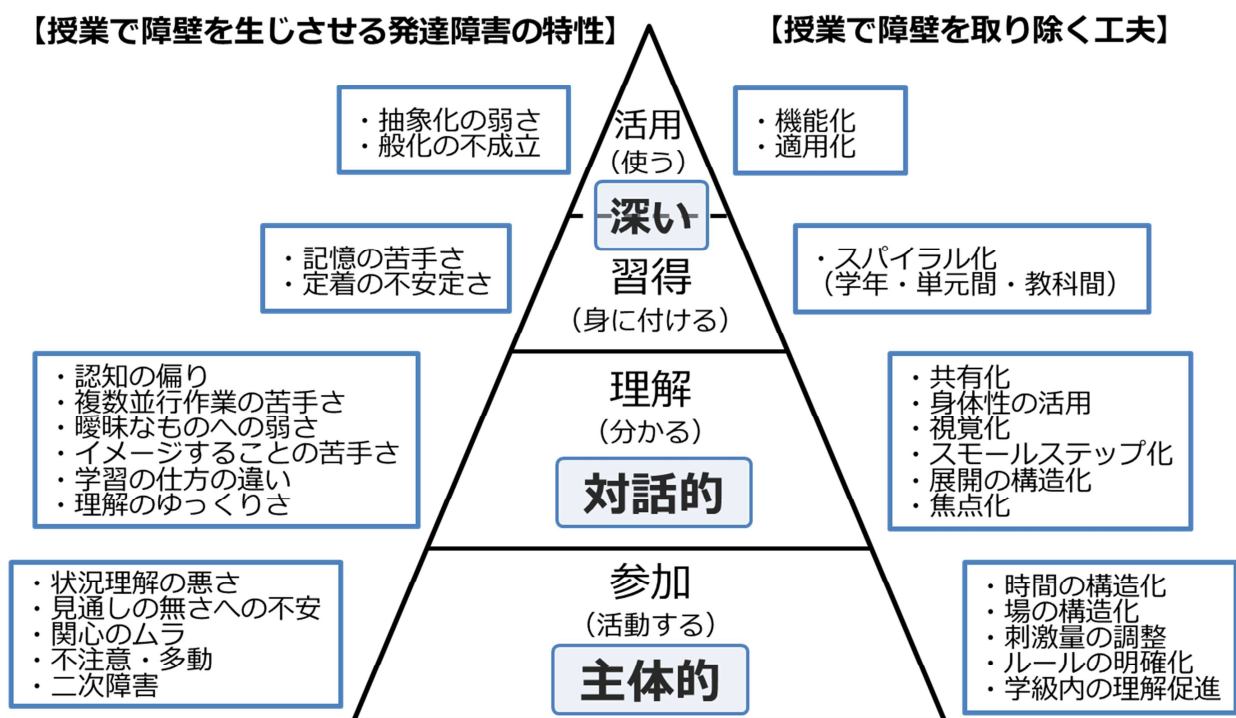 【授業で障壁を生じさせる発達障害の特性】
【授業で障壁を取り除く工夫】
・抽象化の弱さ
・般化の不成立
活用
（使う）
・機能化
・適用化
深い
・記憶の苦手さ
・定着の不安定さ
習得
（身に付ける）
・スパイラル化
（学年・単元間・教科間）
・認知の偏り
・複数並行作業の苦手さ
・曖昧なものへの弱さ
・イメージすることの苦手さ
・学習の仕方の違い
・理解のゆっくりさ
理解
（分かる）
対話的
・共有化
・身体性の活用
・視覚化
・スモールステップ化
・展開の構造化
・焦点化
・状況理解の悪さ
・見通しの無さへの不安
・関心のムラ
・不注意・多動
・二次障害
参加
（活動する）
主体的
・時間の構造化
・場の構造化
・刺激量の調整
・ルールの明確化
・学級内の理解促進